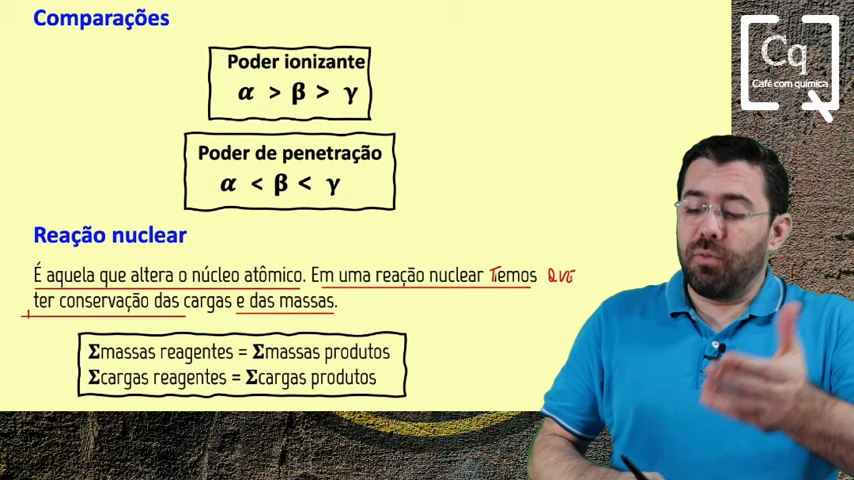 Comparações
Cq
Café com química
Poder ionizante
α > β > γ
Poder de penetração
α < β < γ
Reação nuclear
É aquela que altera o núcleo atômico. Em uma reação nuclear Temos QUE
ter conservação das cargas e das massas.
Σmassas reagentes = Σmassas produtos
Σcargas reagentes = Σcargas produtos